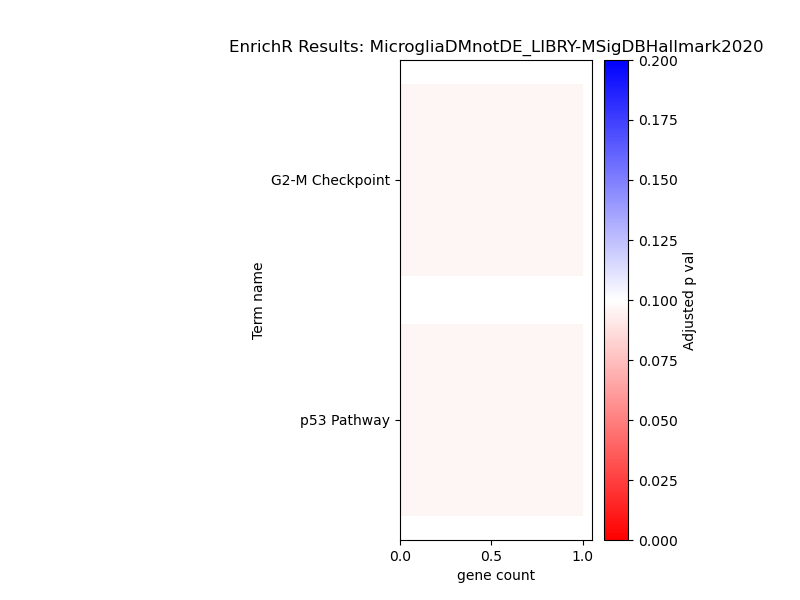 EnrichR Results: MicrogliaDMnotDE_LIBRY-MSigDBHallmark2020
G2-M Checkpoint
p53 Pathway
Term name
0.0 0.5 1.0
gene count
0.200
0.175
0.150
0.125
0.100
0.075
0.050
0.025
0.000
Adjusted p val